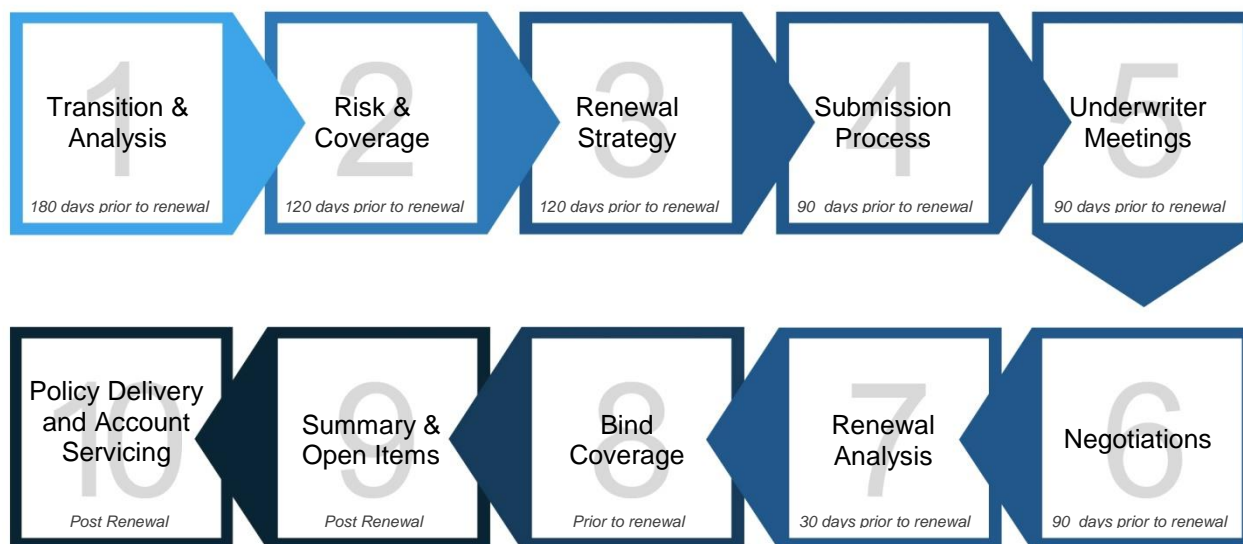 1
Transition &
Analysis
180 days prior to renewal
2
Risk &
Coverage
120 days prior to renewal
3
Renewal
Strategy
120 days prior to renewal
4
Submission
Process
90  days prior to renewal
5
Underwriter
Meetings
90 days prior to renewal
6
Negotiations
90  days prior to renewal
7
Renewal
Analysis
30 days prior to renewal
8
Bind
Coverage
Prior to renewal
9
Summary &
Open Items
Post Renewal
10
Policy Delivery
and Account
Servicing
Post Renewal